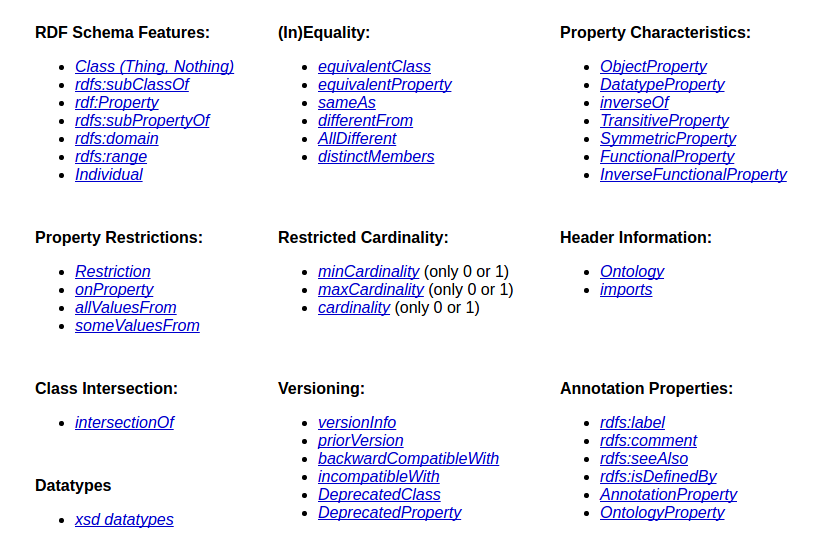 RDF Schema Features:
Class (Thing, Nothing)
rdfs:subClassOf
rdf:Property
rdfs:subPropertyOf
rdfs:domain
rdfs:range
Individual
(In)Equality:
equivalentClass
equivalentProperty
sameAs
differentFrom
AllDifferent
distinctMembers
Property Characteristics:
ObjectProperty
DatatypeProperty
inverseOf
TransitiveProperty
SymmetricProperty
FunctionalProperty
InverseFunctionalProperty
Property Restrictions:
Restriction
onProperty
allValuesFrom
someValuesFrom
Restricted Cardinality:
minCardinality (only 0 or 1)
maxCardinality (only 0 or 1)
cardinality (only 0 or 1)
Header Information:
Ontology
imports
Class Intersection:
intersectionOf
Datatypes
xsd datatypes
Versioning:
versionInfo
priorVersion
backwardCompatibleWith
incompatibleWith
DeprecatedClass
DeprecatedProperty
Annotation Properties:
rdfs:label
rdfs:comment
rdfs:seeAlso
rdfs:isDefinedBy
AnnotationProperty
OntologyProperty